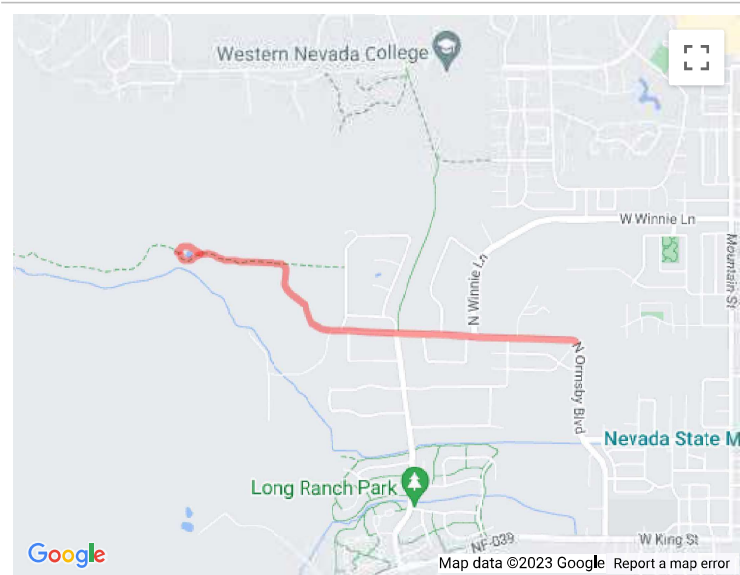 Western Nevada College
W Winnie Ln
Mountain St
N Winnie Ln
N Ormsby Blvd
Nevada State M
Long Ranch Park
NF-039
W King St
Google
Map data ©2023 Google Report a map error